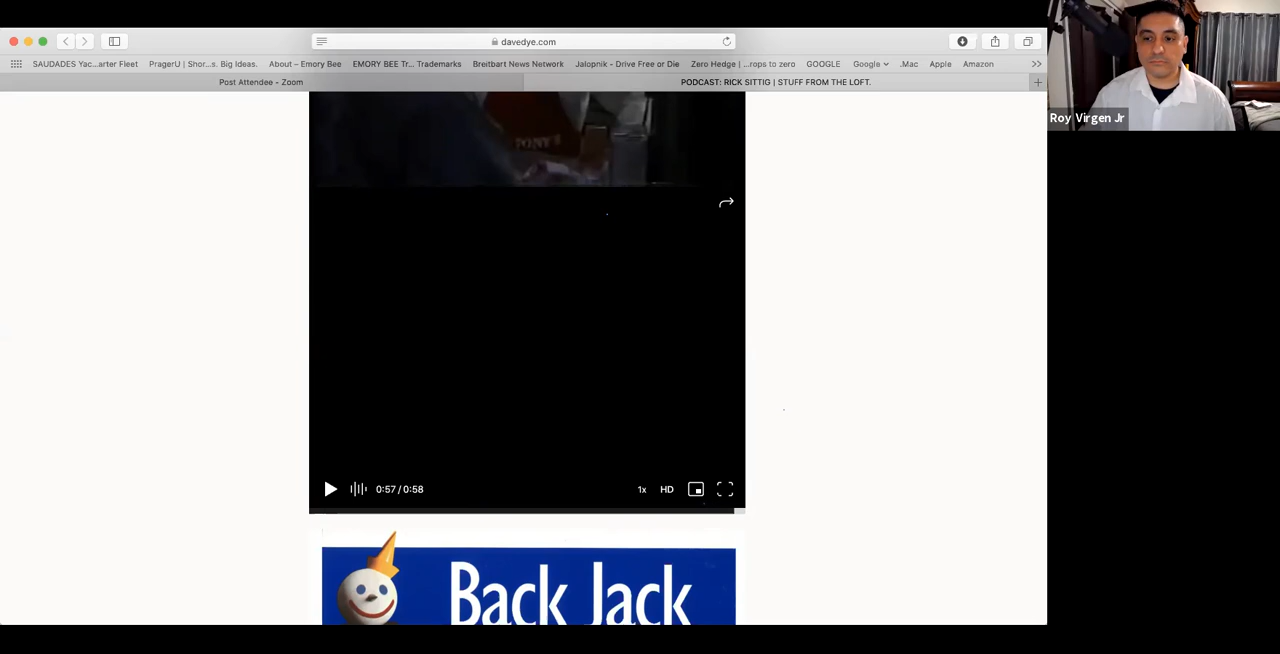 davedye.com
SAUDADES Yac...arter Fleet PragerU | Shor...s. Big Ideas. About – Emory Bee EMORY BEE Tr... Trademarks Breitbart News Network Jalopnik - Drive Free or Die Zero Hedge | ...rops to zero GOOGLE Google .Mac Apple Amazon >>
Post Attendee - Zoom PODCAST: RICK SITTIG | STUFF FROM THE LOFT. +
Roy Virgen Jr
0:57 / 0:58 1x HD
Back Jack